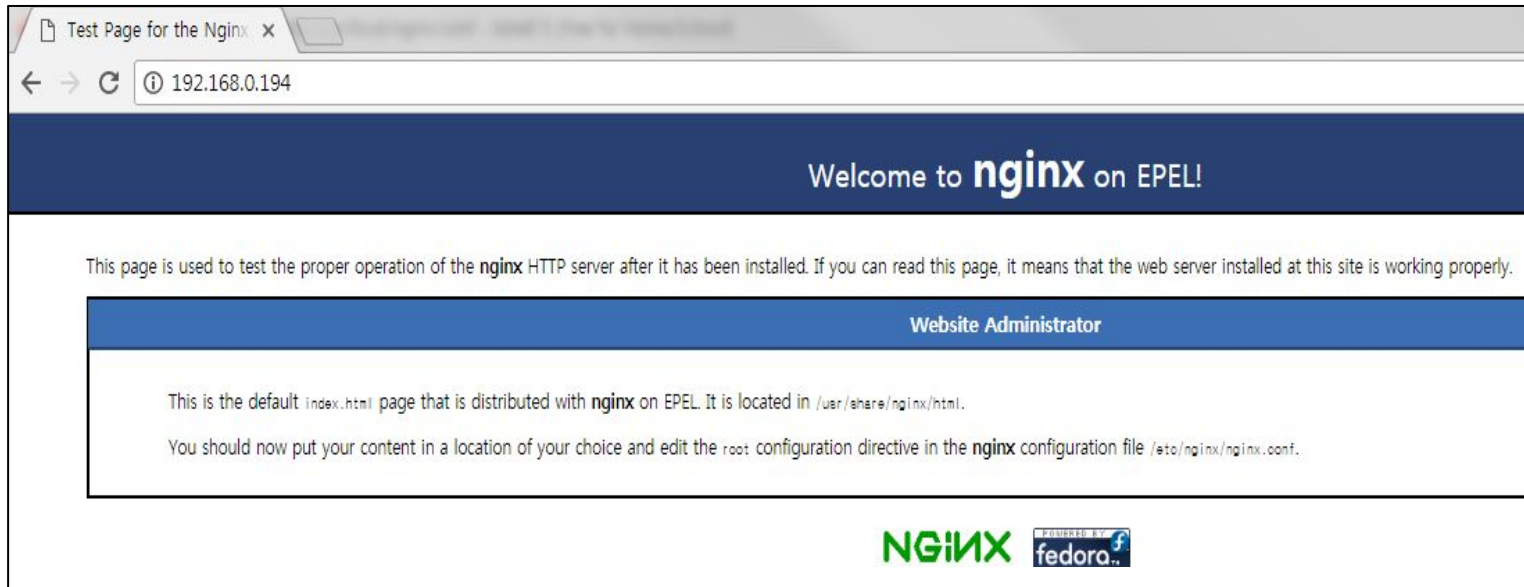 Test Page for the Nginx
192.168.0.194
Welcome to nginx on EPEL!
This page is used to test the proper operation of the nginx HTTP server after it has been installed. If you can read this page, it means that the web server installed at this site is working properly.
Website Administrator
This is the default index.html page that is distributed with nginx on EPEL. It is located in /usr/share/nginx/html.
You should now put your content in a location of your choice and edit the root configuration directive in the nginx configuration file /etc/nginx/nginx.conf.
NGiNX
POWERED BY
fedora